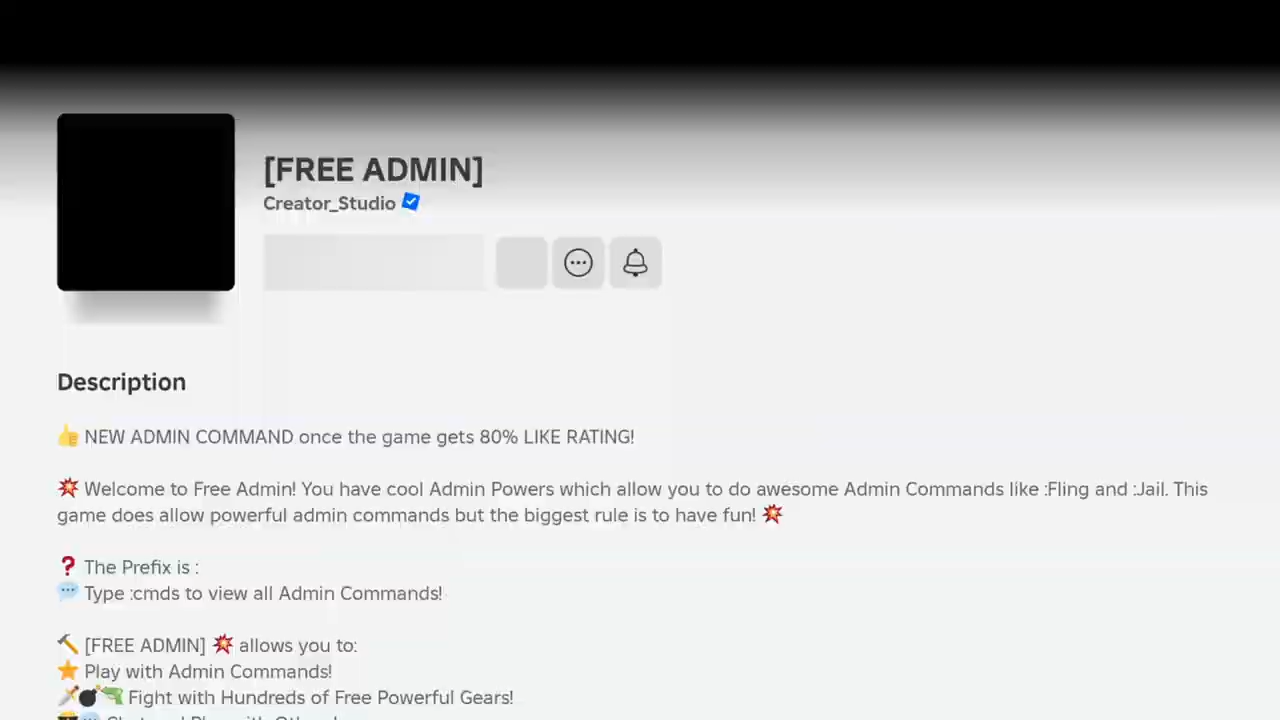 [FREE ADMIN]
Creator_Studio
Description
👍 NEW ADMIN COMMAND once the game gets 80% LIKE RATING!
💥 Welcome to Free Admin! You have cool Admin Powers which allow you to do awesome Admin Commands like :Fling and :Jail. This
game does allow powerful admin commands but the biggest rule is to have fun! 💥
❓ The Prefix is :
💬 Type :cmds to view all Admin Commands!
🔨 [FREE ADMIN] 💥 allows you to:
⭐ Play with Admin Commands!
🗡️💣🔫 Fight with Hundreds of Free Powerful Gears!